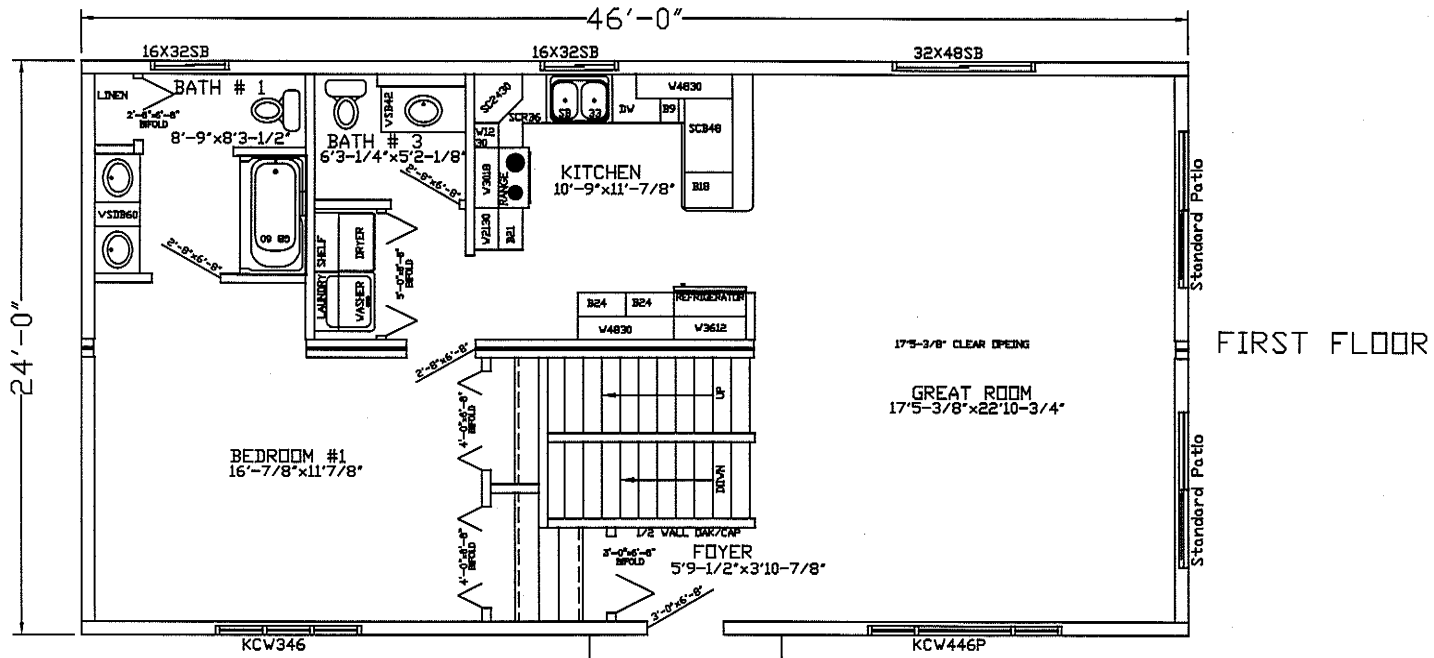 46'-0"
16X32SB
16X32SB
32X48SB
LINEN
BATH # 1
8'-9"x8'3-1/2"
2'-8"x6'-8"
BIFOLD
VSB42
BATH # 3
6'3-1/4"x5'2-1/8"
2'-8"x6'-8"
SC2430
SCR36
SB 33
DW
B9
W4830
SCB48
B18
W12
30
W3018
RANGE
W2130
B21
KITCHEN
10'-9"x11'-7/8"
VSDB60
GB 60
2'-8"x6'-8"
LAUNDRY SHELF
DRYER
WASHER
5'-0"x6'-8"
BIFOLD
B24
B24
REFRIGERATOR
W4830
W3612
Standard Patio
24'-0"
17'5-3/8" CLEAR OPEING
FIRST FLOOR
GREAT ROOM
17'5-3/8"x22'10-3/4"
2'-8"x6'-8"
4'-0"x6'-8"
BIFOLD
UP
DOWN
BEDROOM #1
16'-7/8"x11'7/8"
4'-0"x6'-8"
BIFOLD
1/2 WALL OAK/CAP
FOYER
5'9-1/2"x3'10-7/8"
3'-0"x6'-8"
BIFOLD
3'-0"x6'-8"
Standard Patio
KCW346
KCW446P